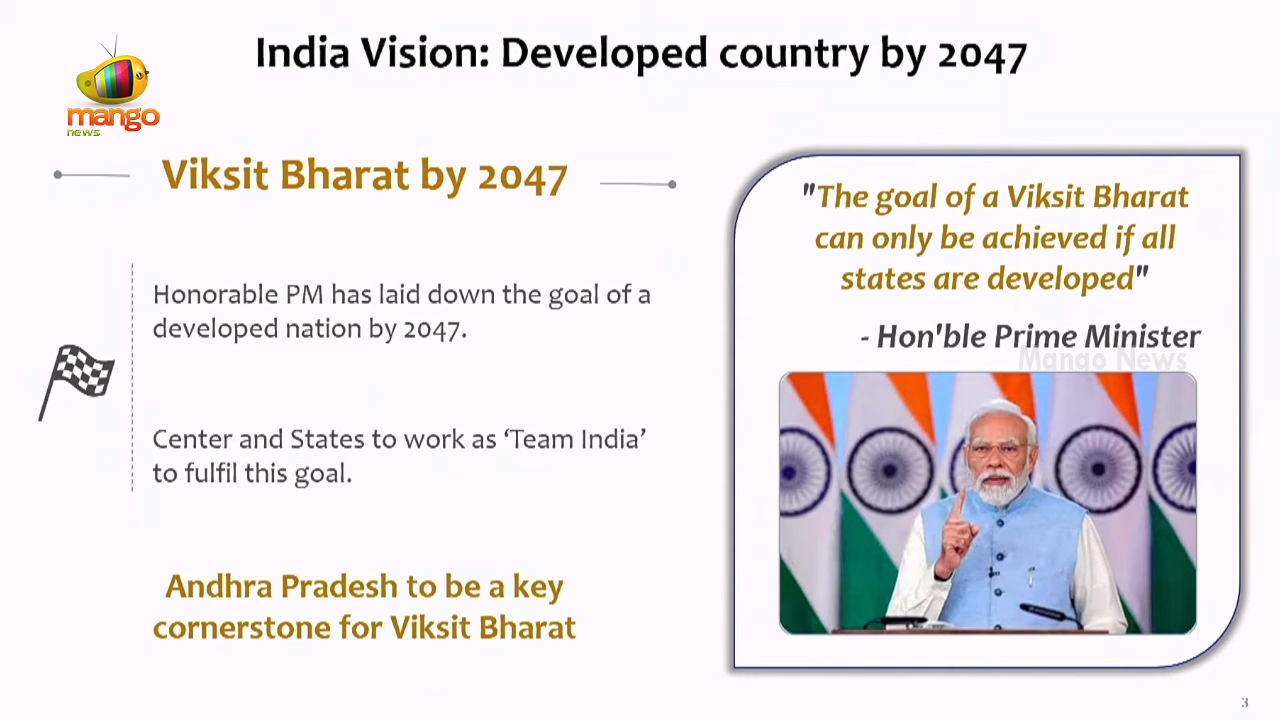 India Vision: Developed country by 2047
mango
news
Viksit Bharat by 2047
Honorable PM has laid down the goal of a
developed nation by 2047.
Center and States to work as ‘Team India’
to fulfil this goal.
Andhra Pradesh to be a key
cornerstone for Viksit Bharat
"The goal of a Viksit Bharat
can only be achieved if all
states are developed"
- Hon'ble Prime Minister
Mango News
3